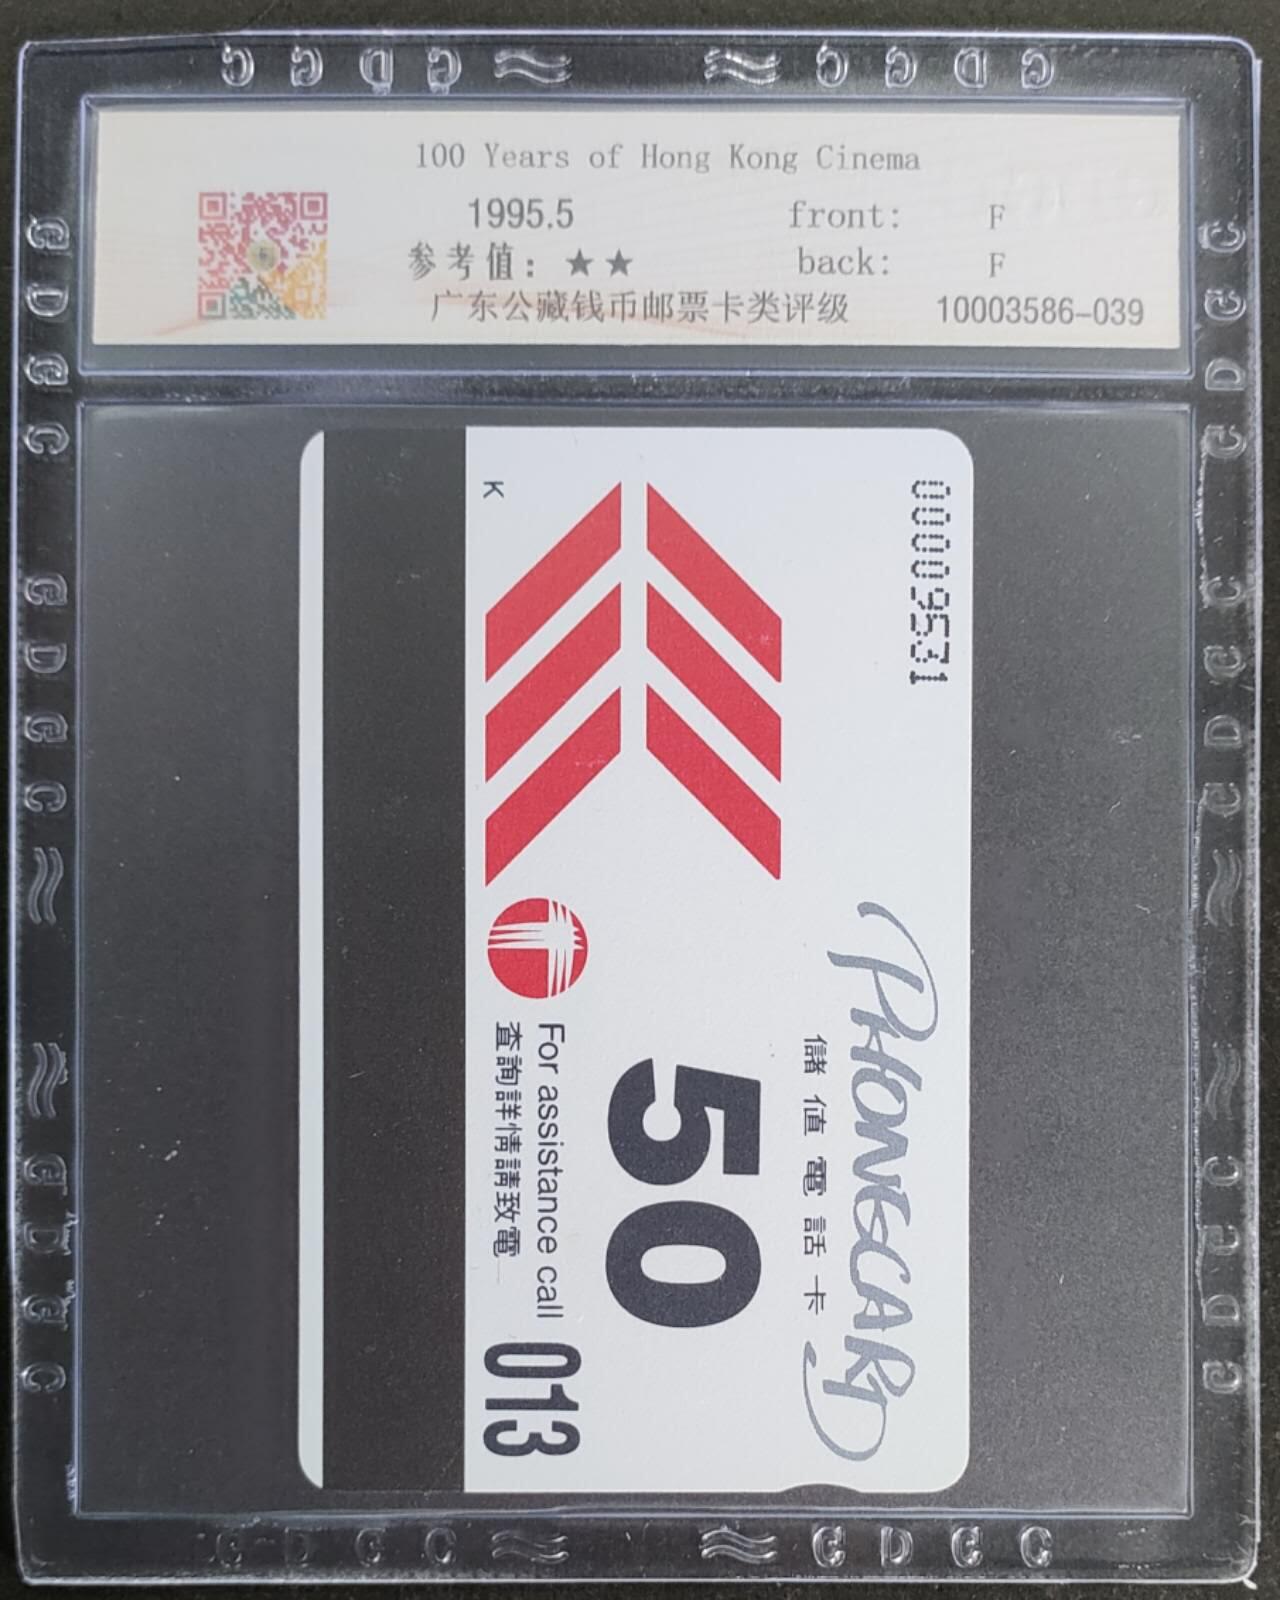 C G D G G D G C
100 Years of Hong Kong Cinema
1995.5
front: F
参考值：★★
back: F
广东公藏钱币邮票卡类评级
10003586-039
K
00009531
PHONECARD
儲值電話卡
50
For assistance call
查詢詳情請致電
013